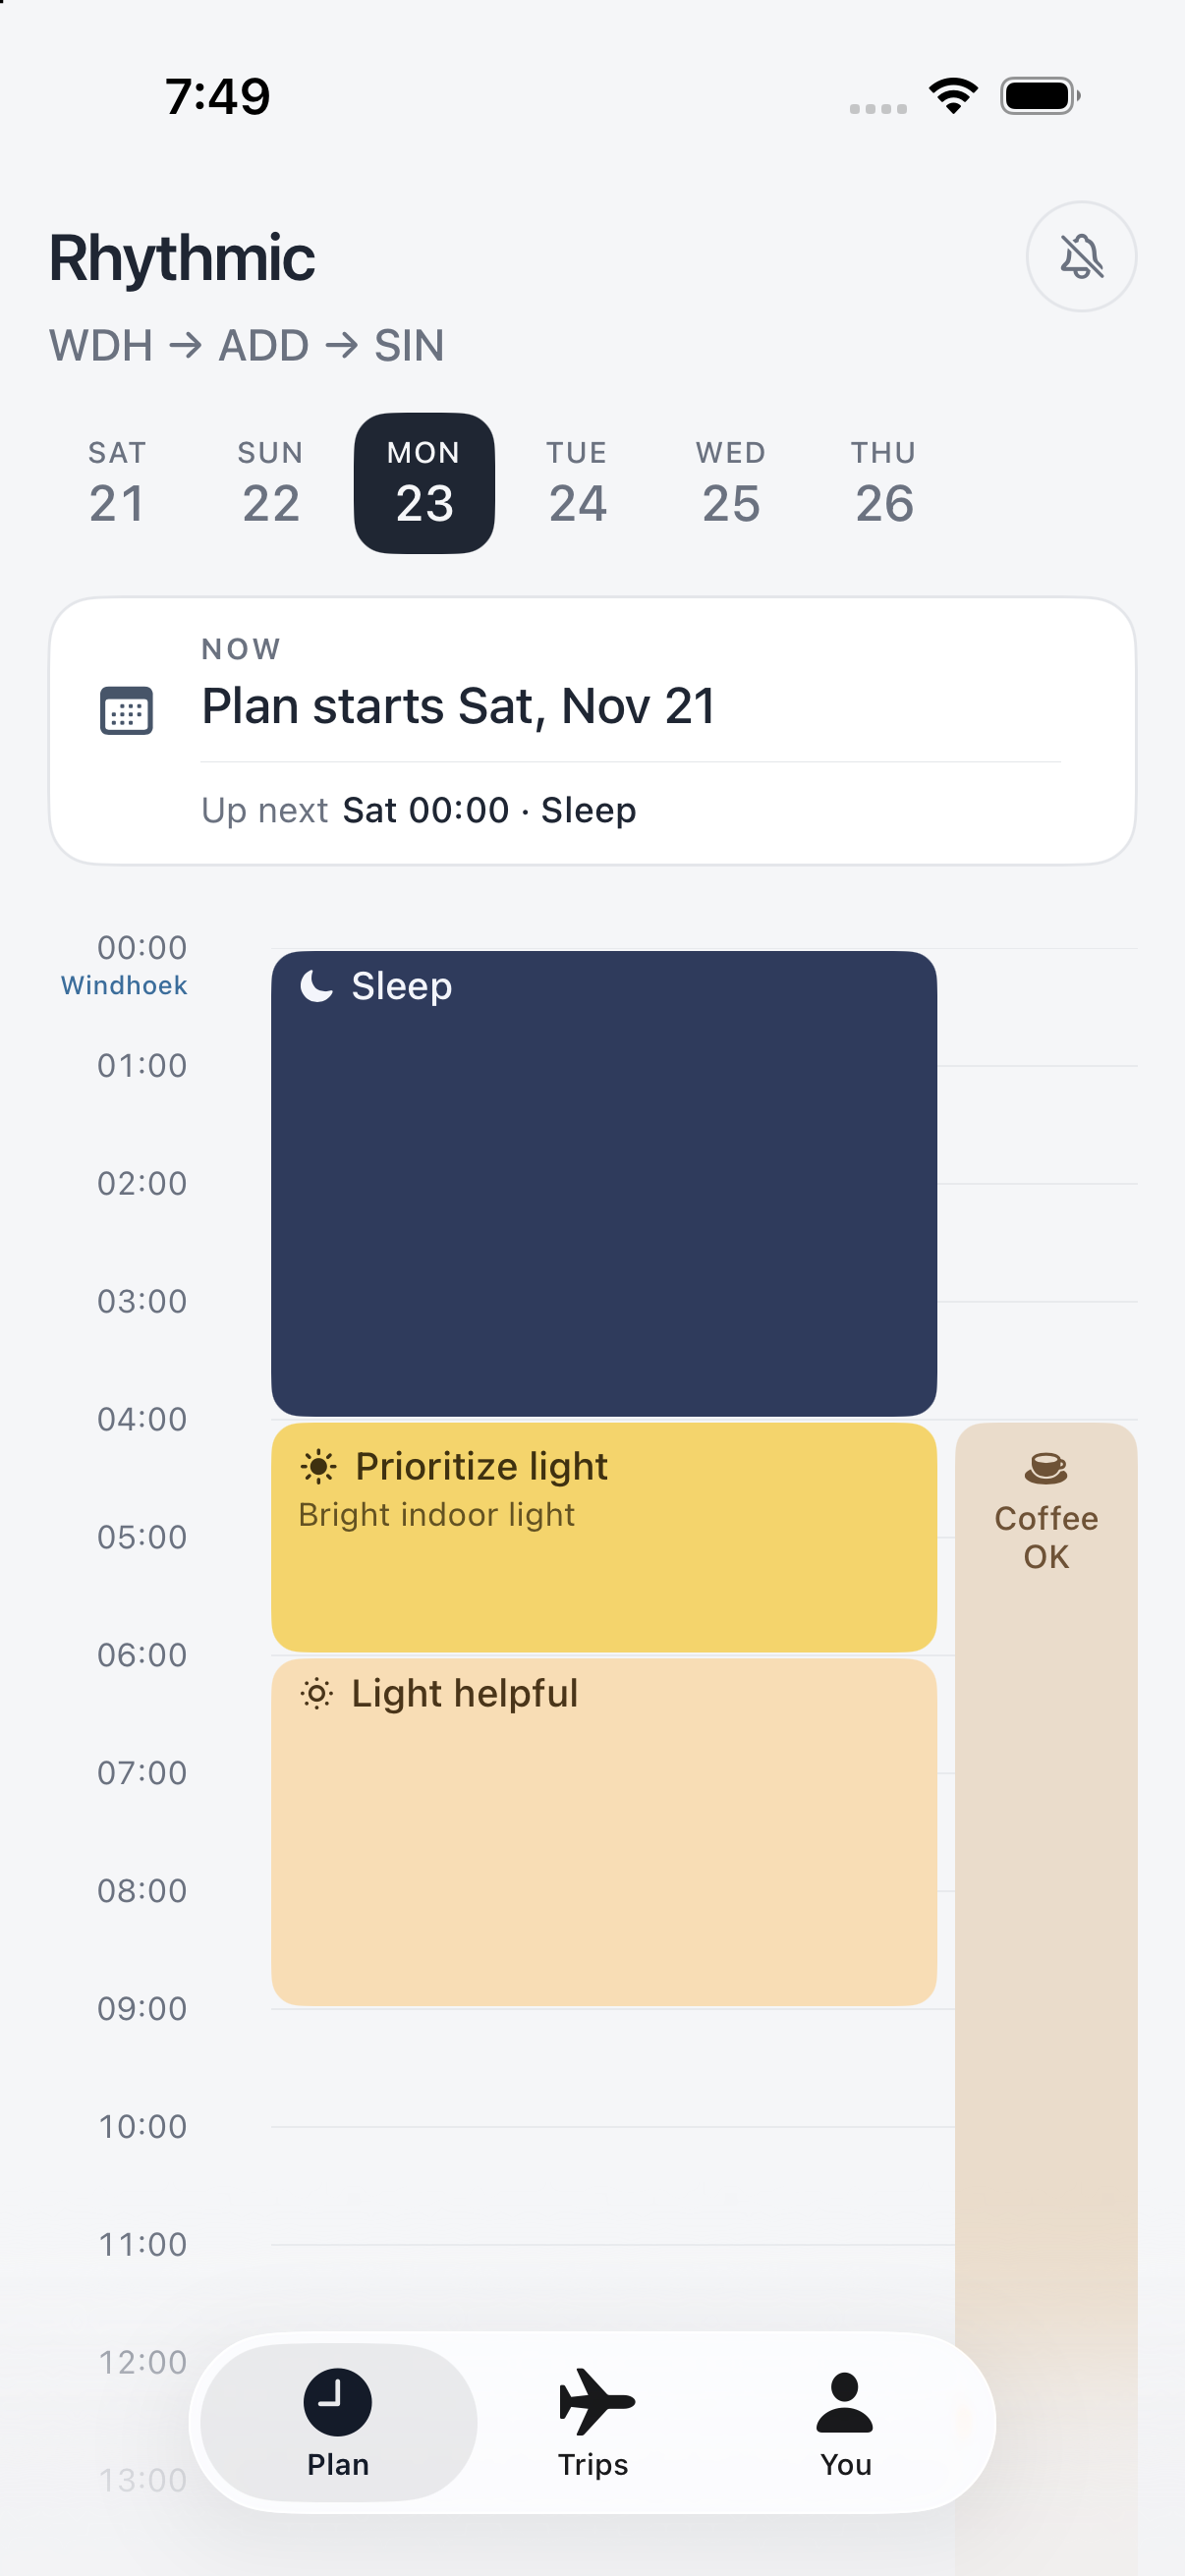 7:49
Rhythmic
WDH → ADD → SIN
SAT SUN MON TUE WED THU
21 22 23 24 25 26
NOW
Plan starts Sat, Nov 21
Up next Sat 00:00 · Sleep
00:00
Windhoek
Sleep
01:00
02:00
03:00
04:00
Prioritize light
Bright indoor light
Coffee
OK
05:00
06:00
Light helpful
07:00
08:00
09:00
10:00
11:00
12:00
13:00
Plan Trips You